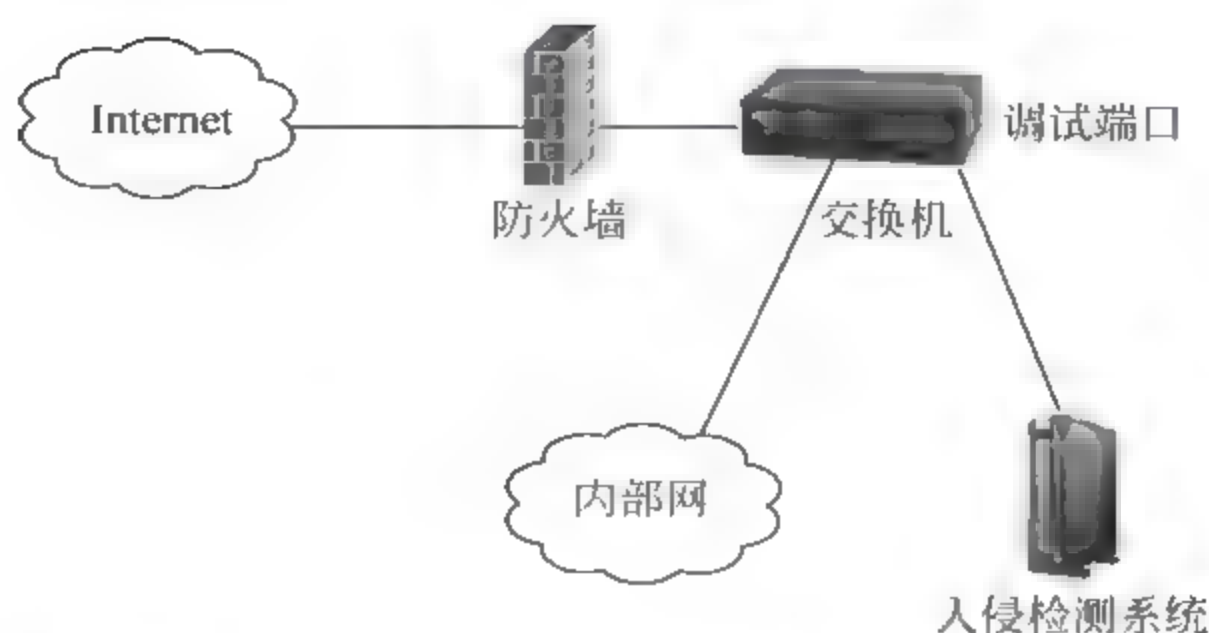 Internet
调试端口
防火墙
交换机
内部网
入侵检测系统